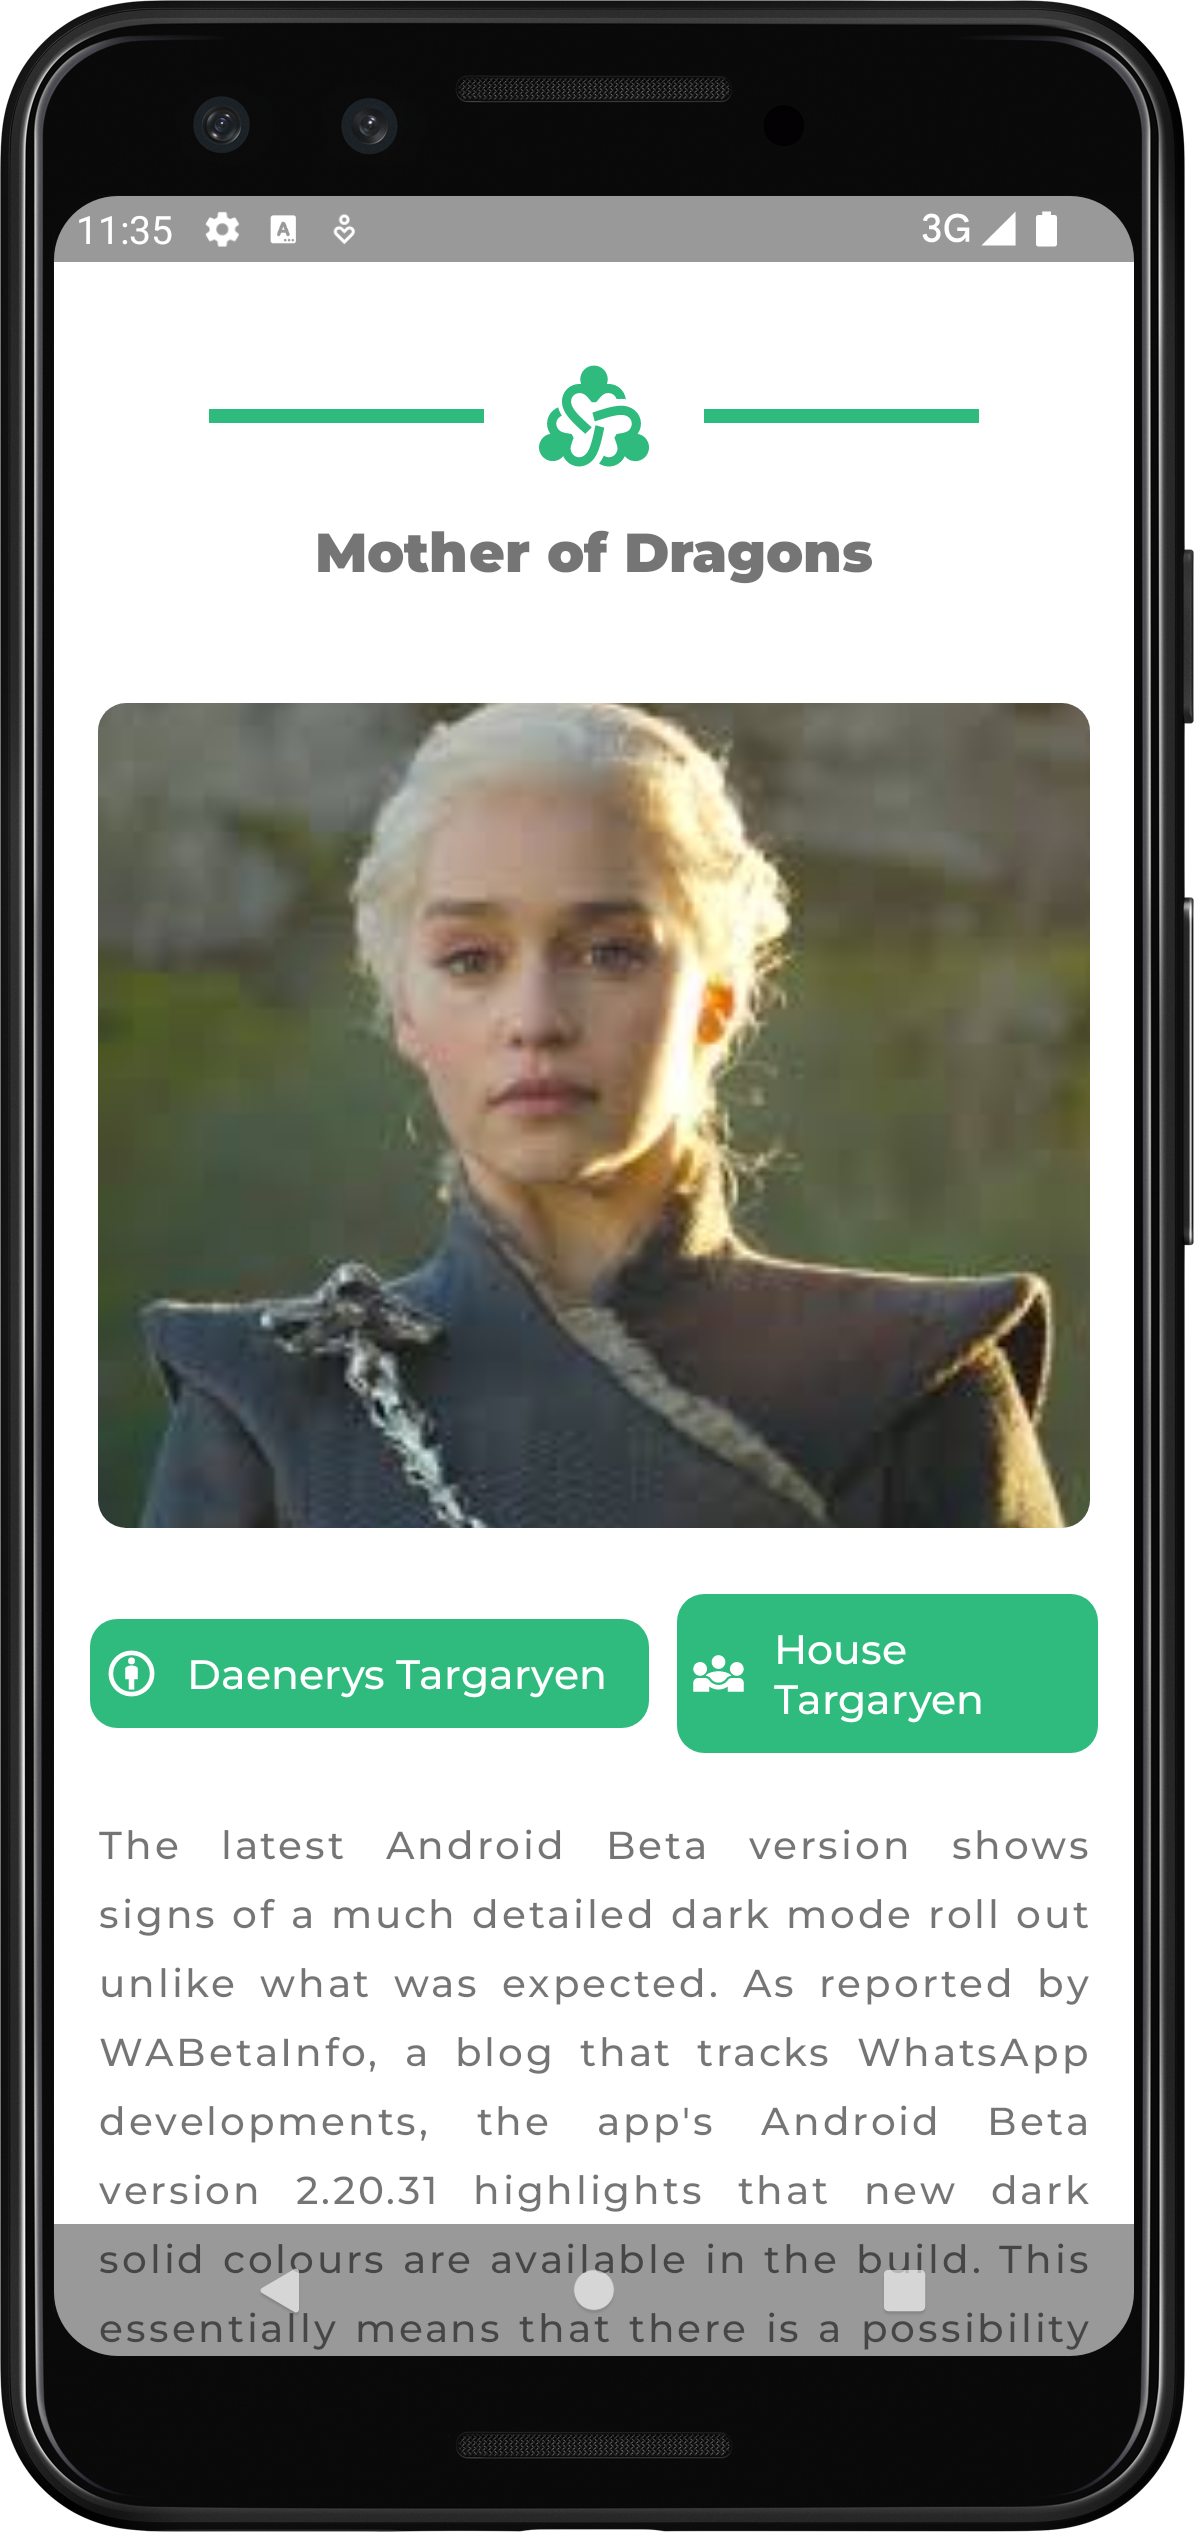 11:35
3G
Mother of Dragons
Daenerys Targaryen
House
Targaryen
The latest Android Beta version shows
signs of a much detailed dark mode roll out
unlike what was expected. As reported by
WABetaInfo, a blog that tracks WhatsApp
developments, the app's Android Beta
version 2.20.31 highlights that new dark
solid colours are available in the build. This
essentially means that there is a possibility